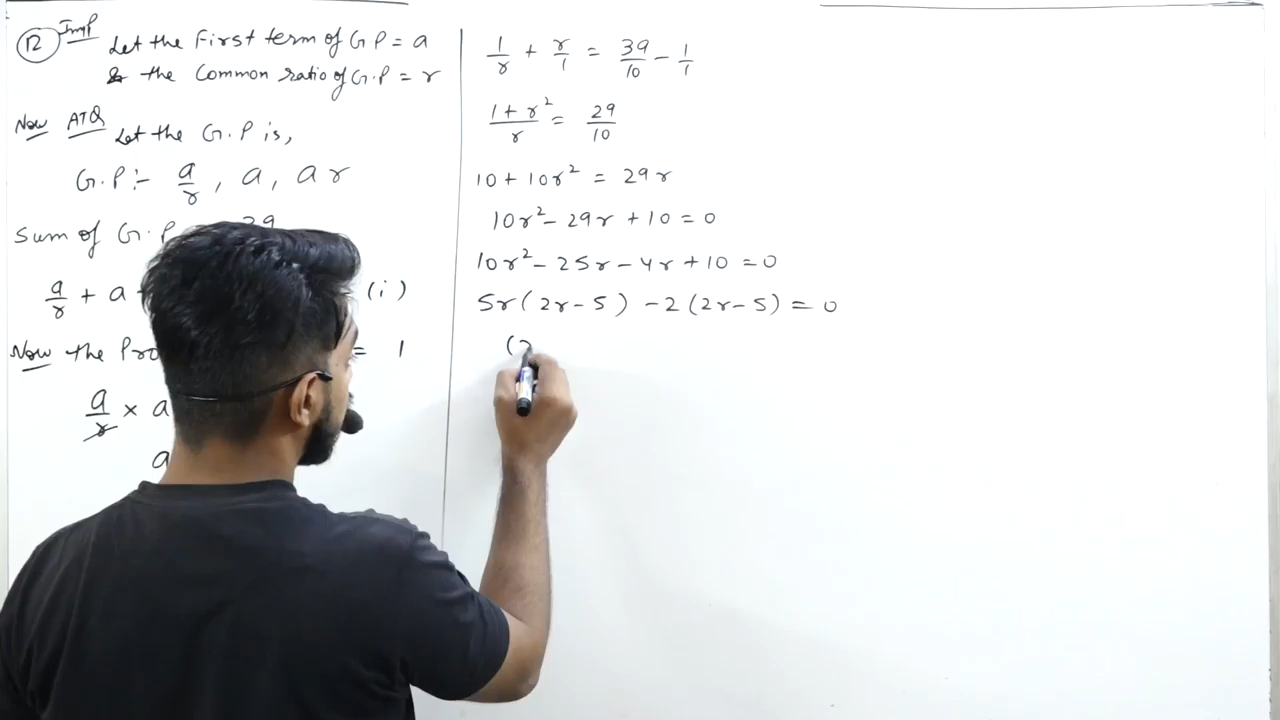 12 Imp Let the First term of G.P = a
& the Common ratio of G.P = r
Now ATQ Let the G.P is,
G.P:- a/r, a, ar
Sum of G.P
a/r + a (i)
Now the = 1
a/r × a
a
1/r + r/1 = 39/10 - 1/1
(1 + r²)/r = 29/10
10 + 10r² = 29r
10r² - 29r + 10 = 0
10r² - 25r - 4r + 10 = 0
5r(2r - 5) - 2(2r - 5) = 0
(2